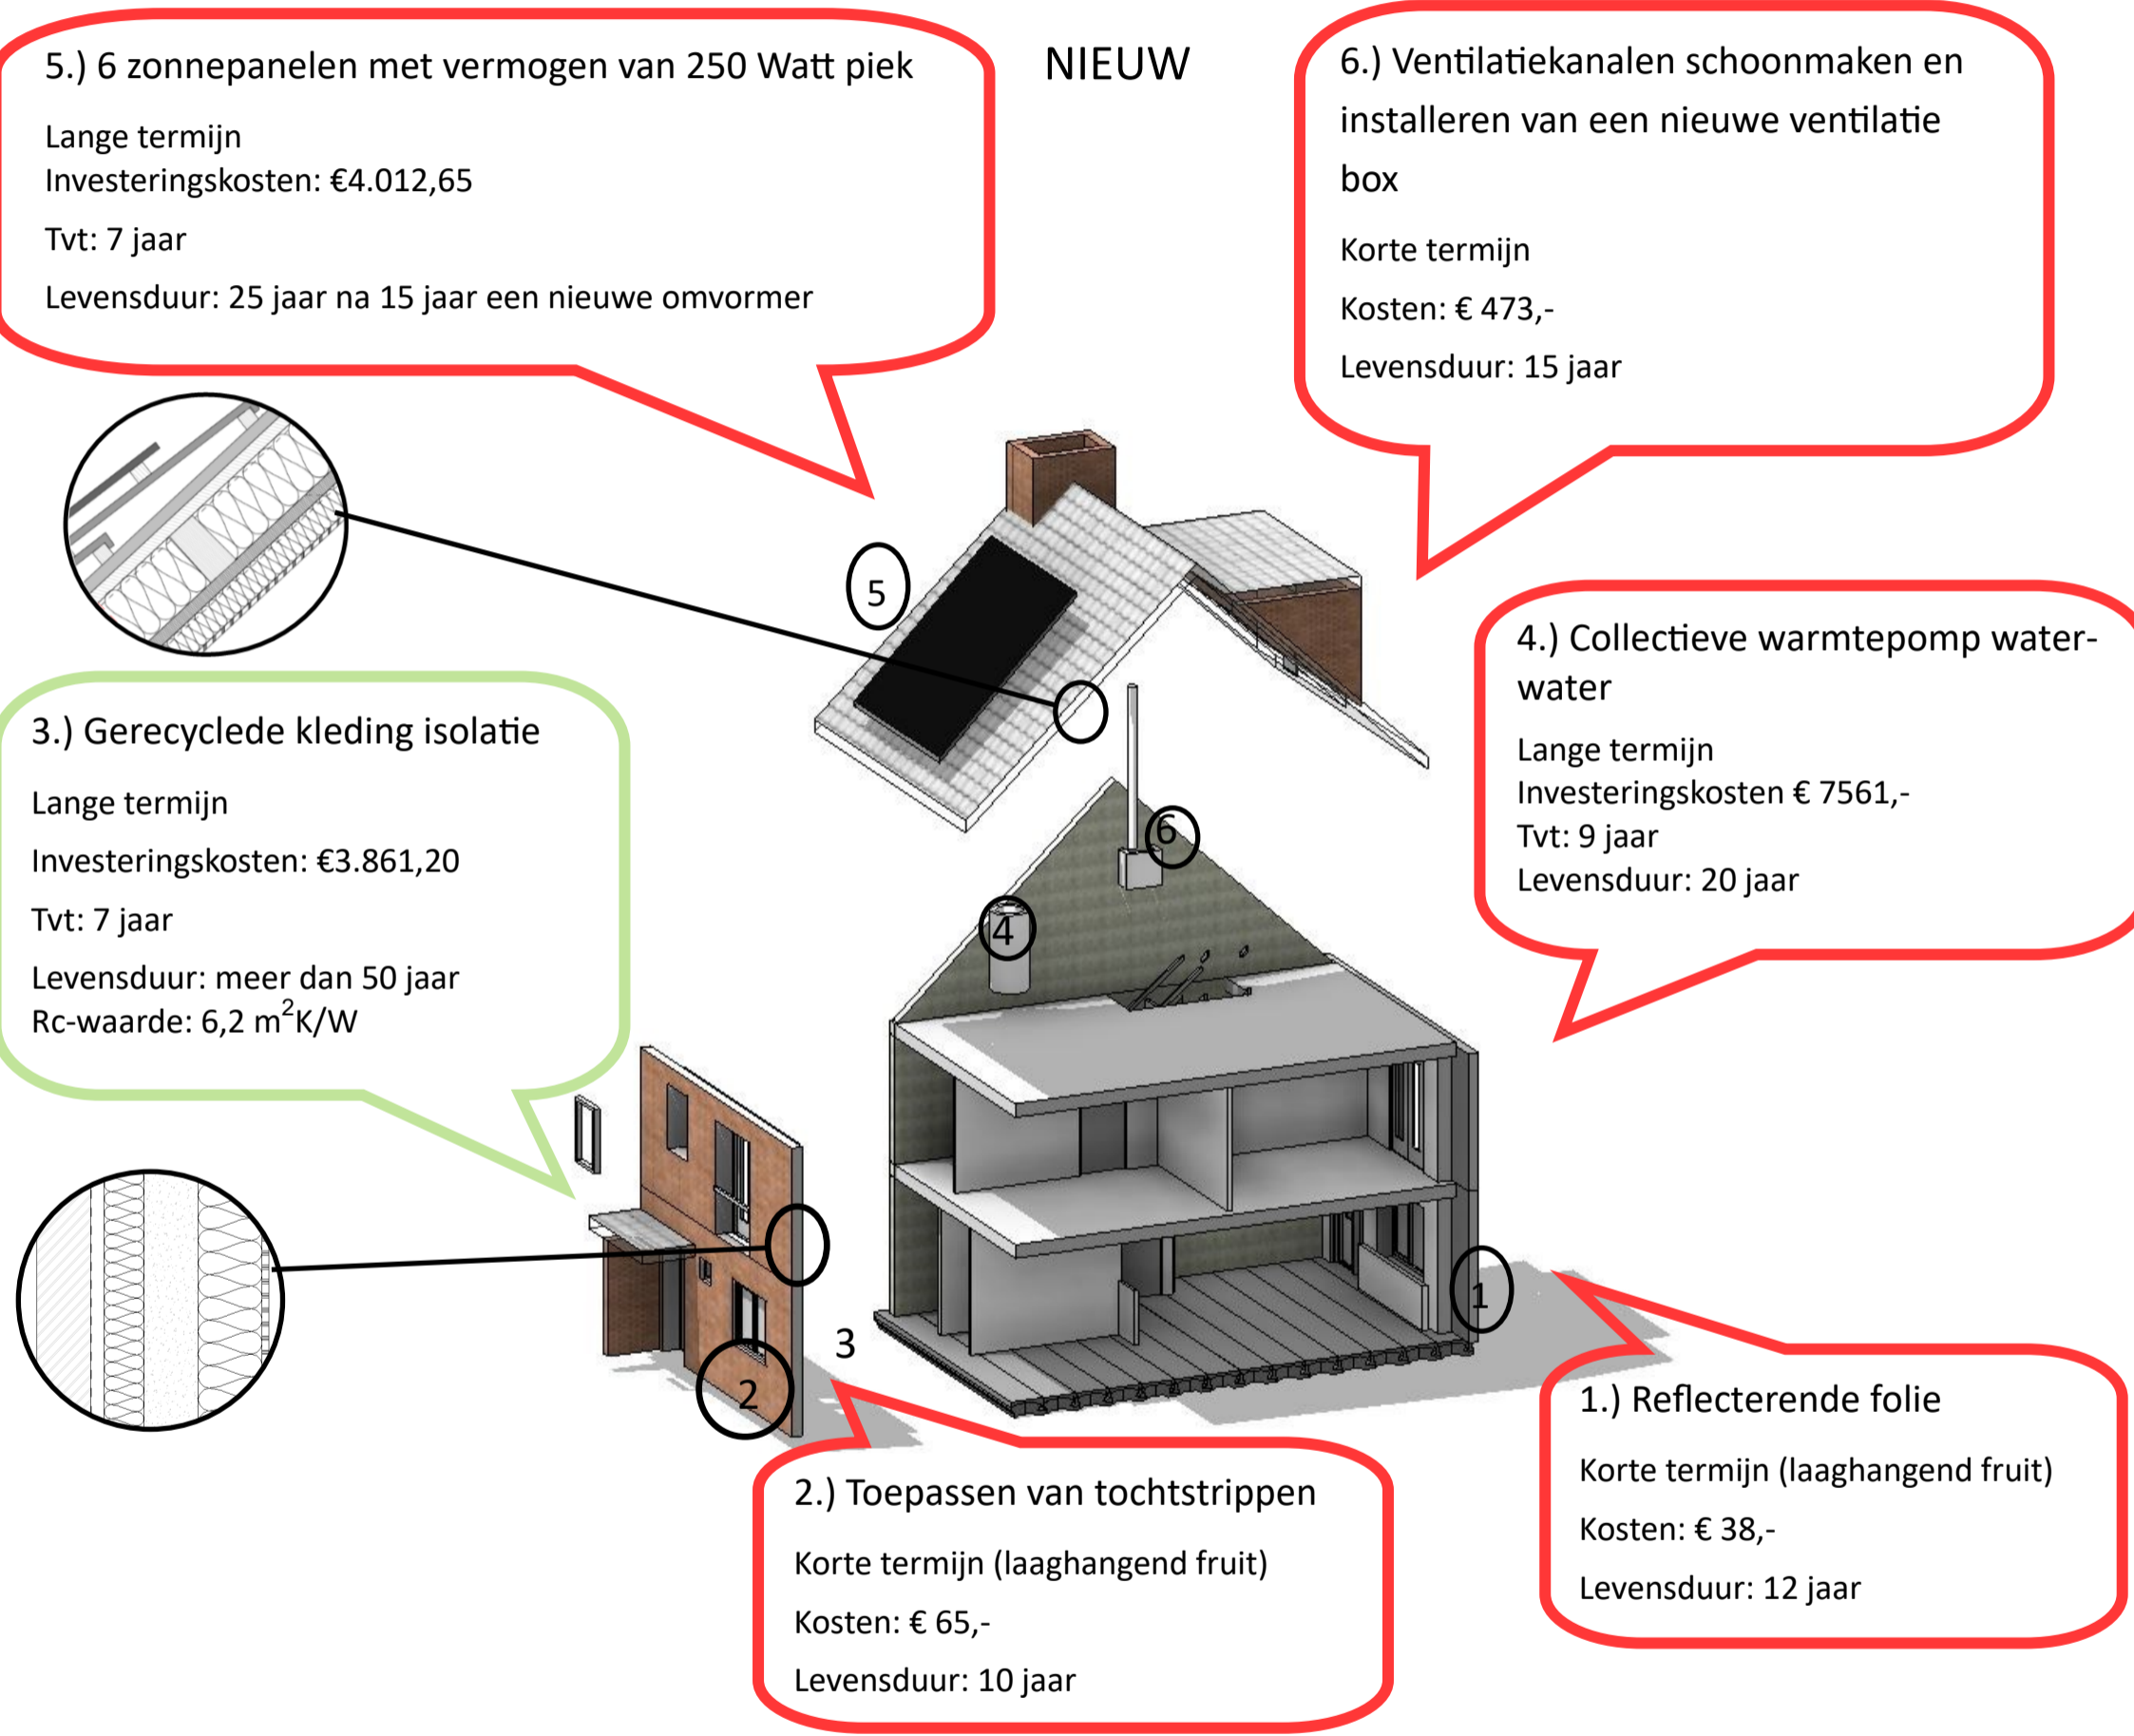 5.) 6 zonnepanelen met vermogen van 250 Watt piek
Lange termijn
Investeringskosten: €4.012,65
Tvt: 7 jaar
Levensduur: 25 jaar na 15 jaar een nieuwe omvormer
NIEUW
6.) Ventilatiekanalen schoonmaken en
installeren van een nieuwe ventilatie
box
Korte termijn
Kosten: € 473,-
Levensduur: 15 jaar
5
4.) Collectieve warmtepomp water-
water
Lange termijn
Investeringskosten € 7561,-
Tvt: 9 jaar
Levensduur: 20 jaar
3.) Gerecyclede kleding isolatie
Lange termijn
Investeringskosten: €3.861,20
Tvt: 7 jaar
Levensduur: meer dan 50 jaar
Rc-waarde: 6,2 m²K/W
6
4
1
3
2
1.) Reflecterende folie
Korte termijn (laaghangend fruit)
Kosten: € 38,-
Levensduur: 12 jaar
2.) Toepassen van tochtstrippen
Korte termijn (laaghangend fruit)
Kosten: € 65,-
Levensduur: 10 jaar